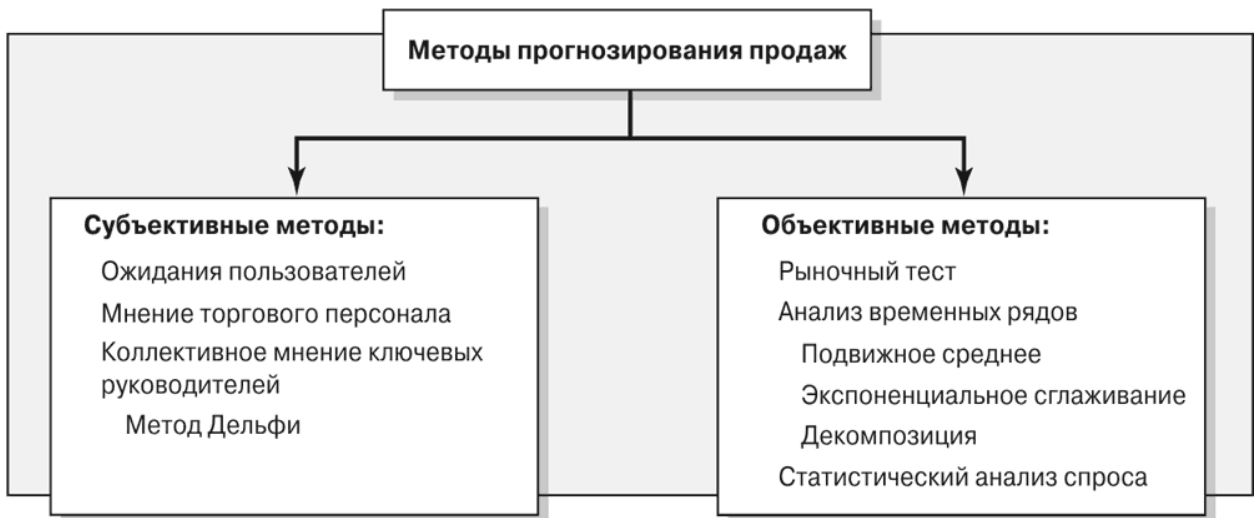 Методы прогнозирования продаж
Субъективные методы:
Ожидания пользователей
Мнение торгового персонала
Коллективное мнение ключевых
руководителей
Метод Дельфи
Объективные методы:
Рыночный тест
Анализ временных рядов
Подвижное среднее
Экспоненциальное сглаживание
Декомпозиция
Статистический анализ спроса